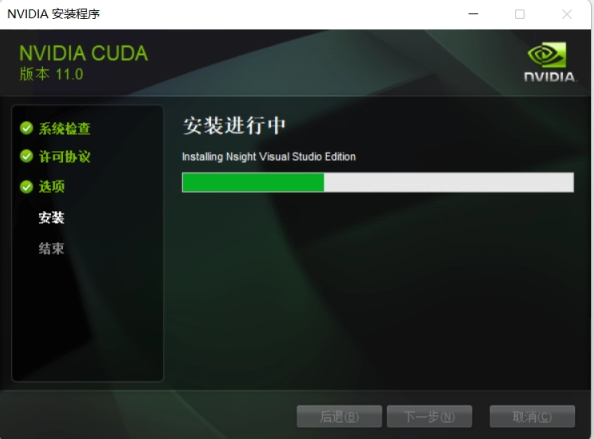 NVIDIA 安装程序
NVIDIA CUDA
版本 11.0
NVIDIA.
系统检查
许可协议
选项
安装
结束
安装进行中
Installing Nsight Visual Studio Edition
后退(B)
下一步(N)
取消(C)